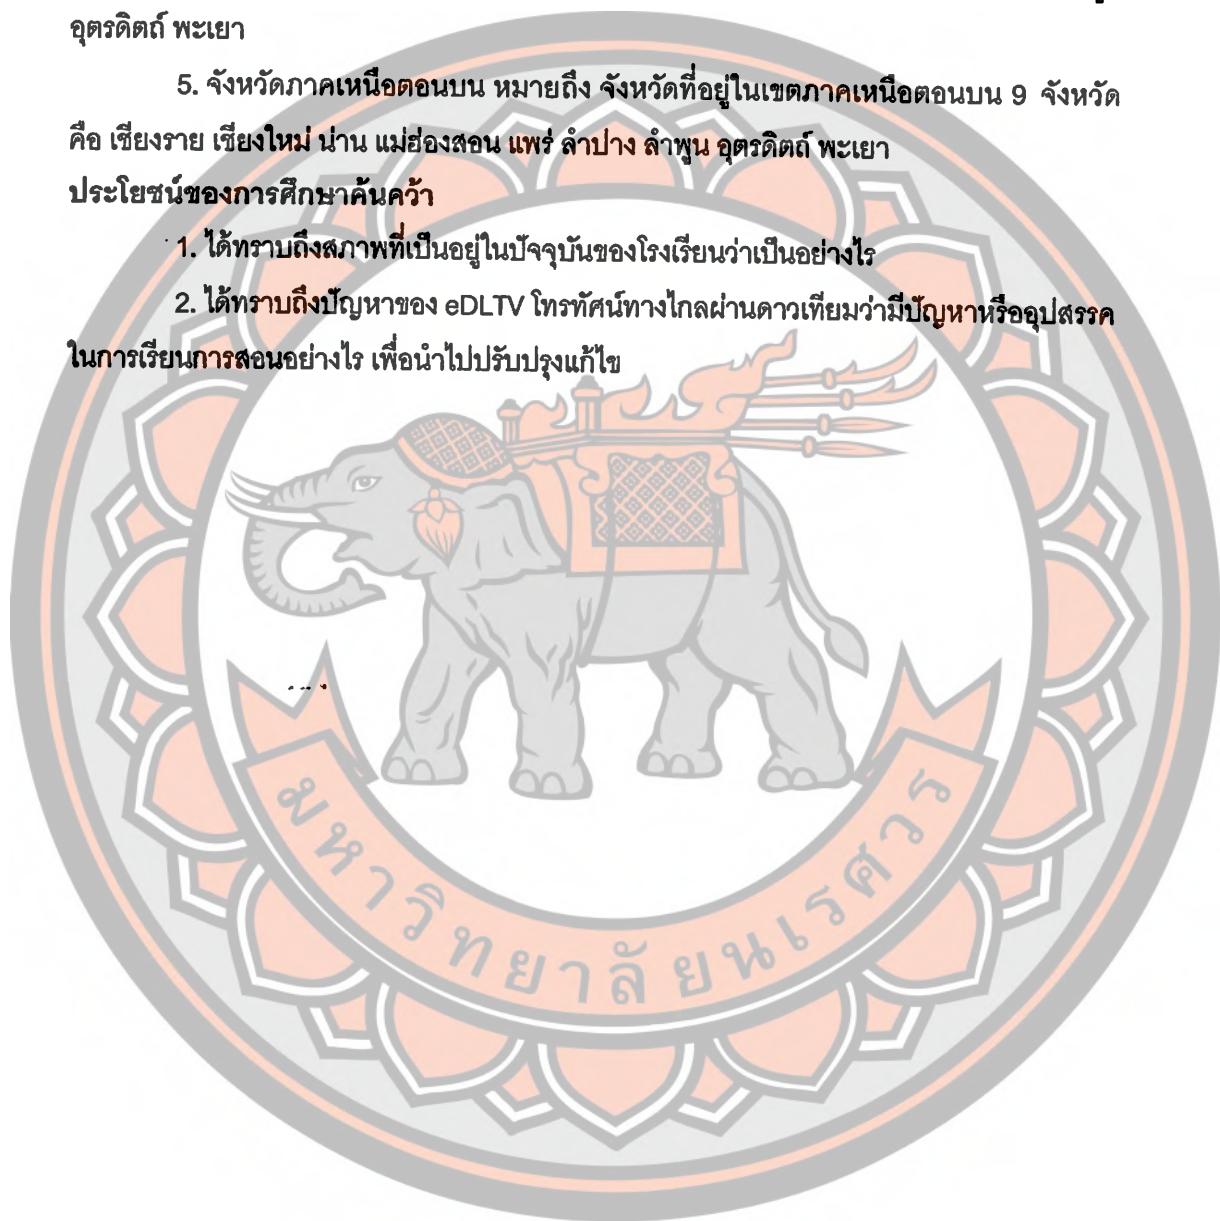 อุตรดิตถ์ พะเยา
5. จังหวัดภาคเหนือตอนบน หมายถึง จังหวัดที่อยู่ในเขตภาคเหนือตอนบน 9 จังหวัด
คือ เชียงราย เชียงใหม่ น่าน แม่ฮ่องสอน แพร่ ลำปาง ลำพูน อุตรดิตถ์ พะเยา
ประโยชน์ของการศึกษาค้นคว้า
1. ได้ทราบถึงสภาพที่เป็นอยู่ในปัจจุบันของโรงเรียนว่าเป็นอย่างไร
2. ได้ทราบถึงปัญหาของ eDLTV โทรทัศน์ทางไกลผ่านดาวเทียมว่ามีปัญหาหรืออุปสรรค
ในการเรียนการสอนอย่างไร เพื่อนำไปปรับปรุงแก้ไข
มหาวิทยาลัยนเรศวร